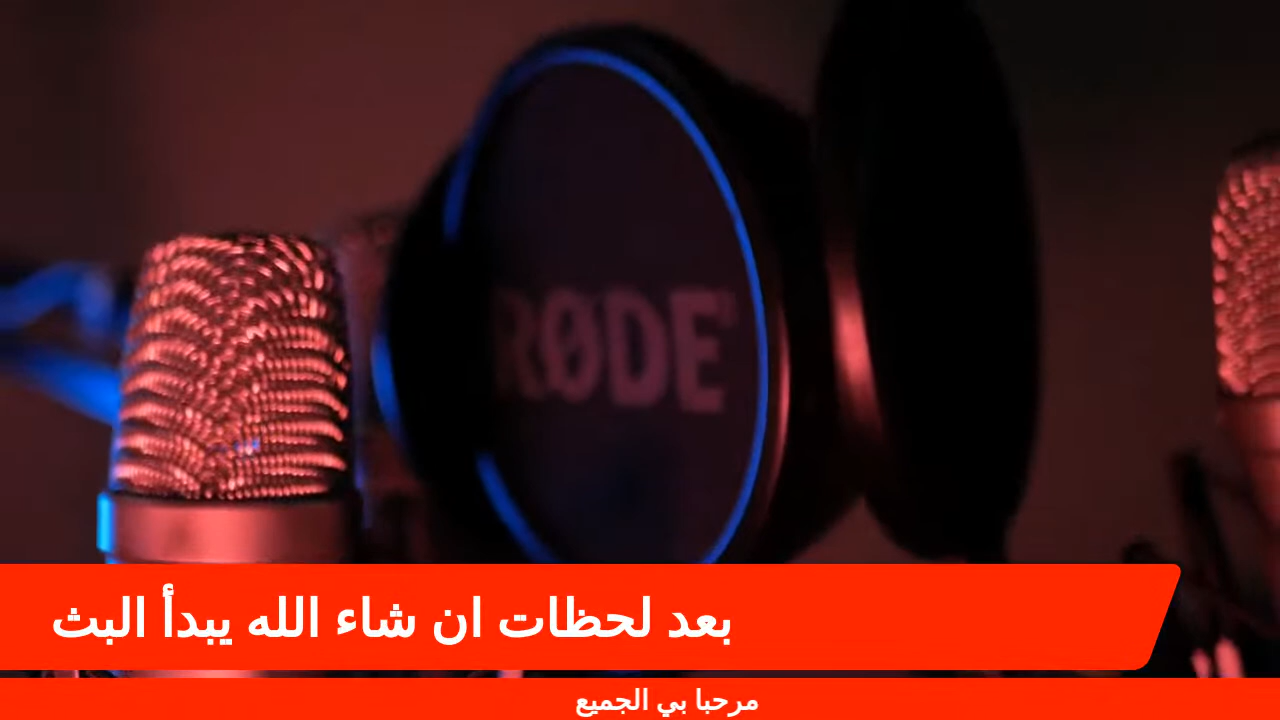 RØDE
بعد لحظات ان شاء الله يبدأ البث
مرحبا بي الجميع